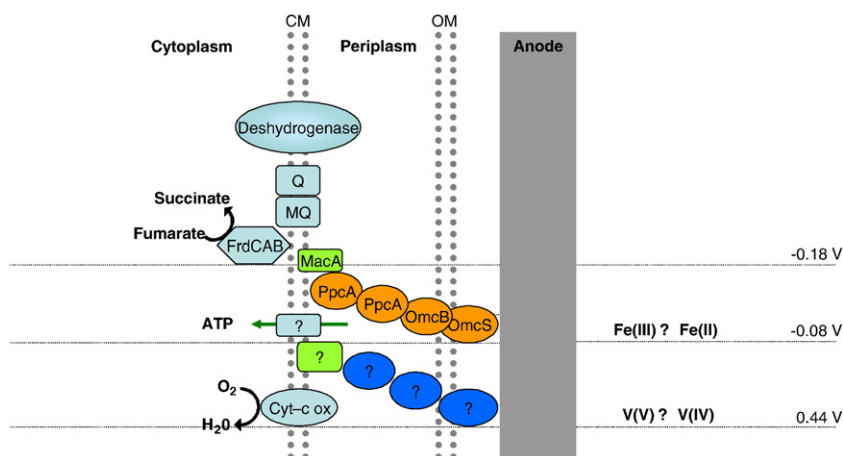 CM
OM
Cytoplasm
Periplasm
Anode
Deshydrogenase
Q
Succinate
MQ
Fumarate
FrdCAB
MacA
-0.18 V
PpcA
PpcA
OmcB
OmcS
ATP
?
Fe(III) ? Fe(II)
-0.08 V
?
?
?
O2
Cyt–c ox
?
V(V) ? V(IV)
H20
0.44 V